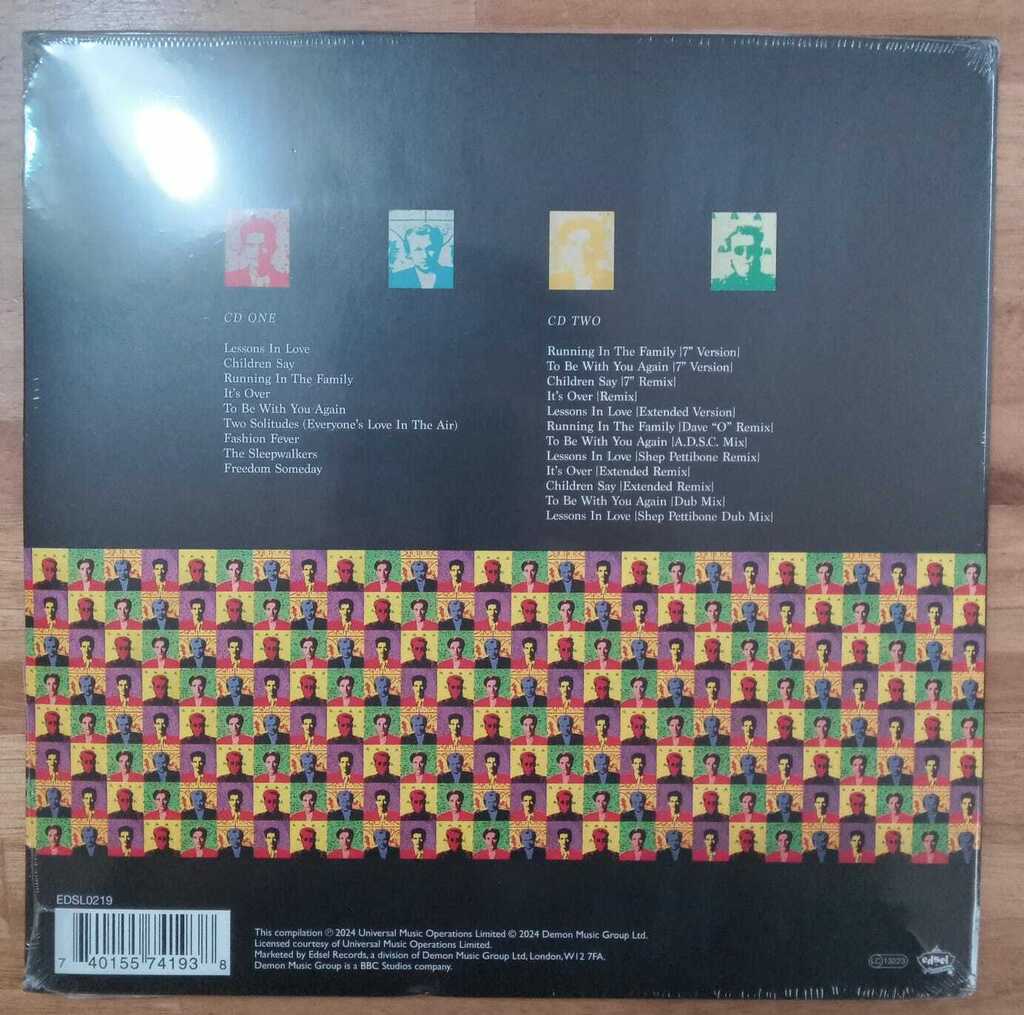 CD ONE
Lessons In Love
Children Say
Running In The Family
It's Over
To Be With You Again
Two Solitudes (Everyone's Love In The Air)
Fashion Fever
The Sleepwalkers
Freedom Someday
CD TWO
Running In The Family |7" Version|
To Be With You Again |7" Version|
Children Say |7" Remix|
It's Over |Remix|
Lessons In Love |Extended Version|
Running In The Family |Dave "O" Remix|
To Be With You Again |A.D.S.C. Mix|
Lessons In Love |Shep Pettibone Remix|
It's Over |Extended Remix|
Children Say |Extended Remix|
To Be With You Again |Dub Mix|
Lessons In Love |Shep Pettibone Dub Mix|
EDSL0219
7 40155 74193 8
This compilation ℗ 2024 Universal Music Operations Limited © 2024 Demon Music Group Ltd.
Licensed courtesy of Universal Music Operations Limited.
Marketed by Edsel Records, a division of Demon Music Group Ltd, London, W12 7FA.
Demon Music Group is a BBC Studios company.
LC 13223
edsel